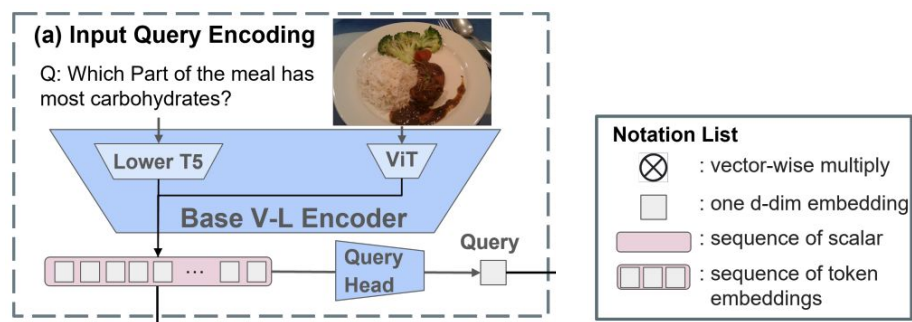 (a) Input Query Encoding
Q: Which Part of the meal has
most carbohydrates?
Lower T5
ViT
Base V-L Encoder
Query
Head
Query
...
Notation List
: vector-wise multiply
: one d-dim embedding
: sequence of scalar
: sequence of token
embeddings